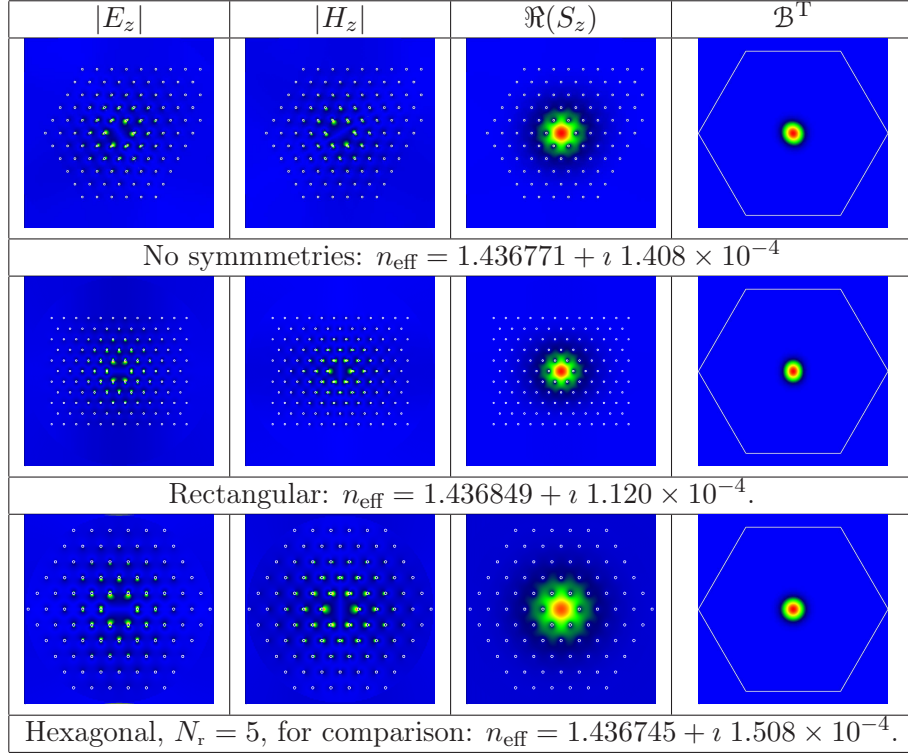 |E_z| |H_z| ℜ(S_z) ℬ^T
No symmmetries: n_eff = 1.436771 + ı 1.408 × 10^−4
Rectangular: n_eff = 1.436849 + ı 1.120 × 10^−4.
Hexagonal, N_r = 5, for comparison: n_eff = 1.436745 + ı 1.508 × 10^−4.